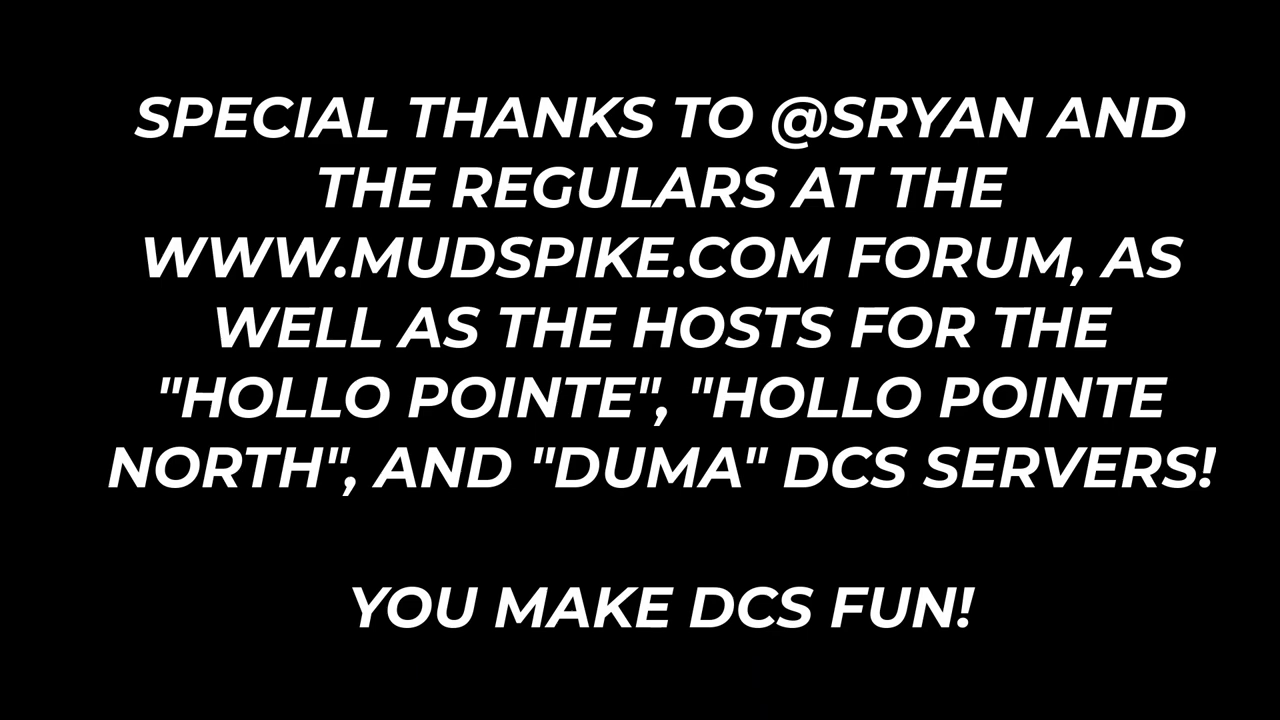 SPECIAL THANKS TO @SRYAN AND
THE REGULARS AT THE
WWW.MUDSPIKE.COM FORUM, AS
WELL AS THE HOSTS FOR THE
"HOLLO POINTE", "HOLLO POINTE
NORTH", AND "DUMA" DCS SERVERS!
YOU MAKE DCS FUN!